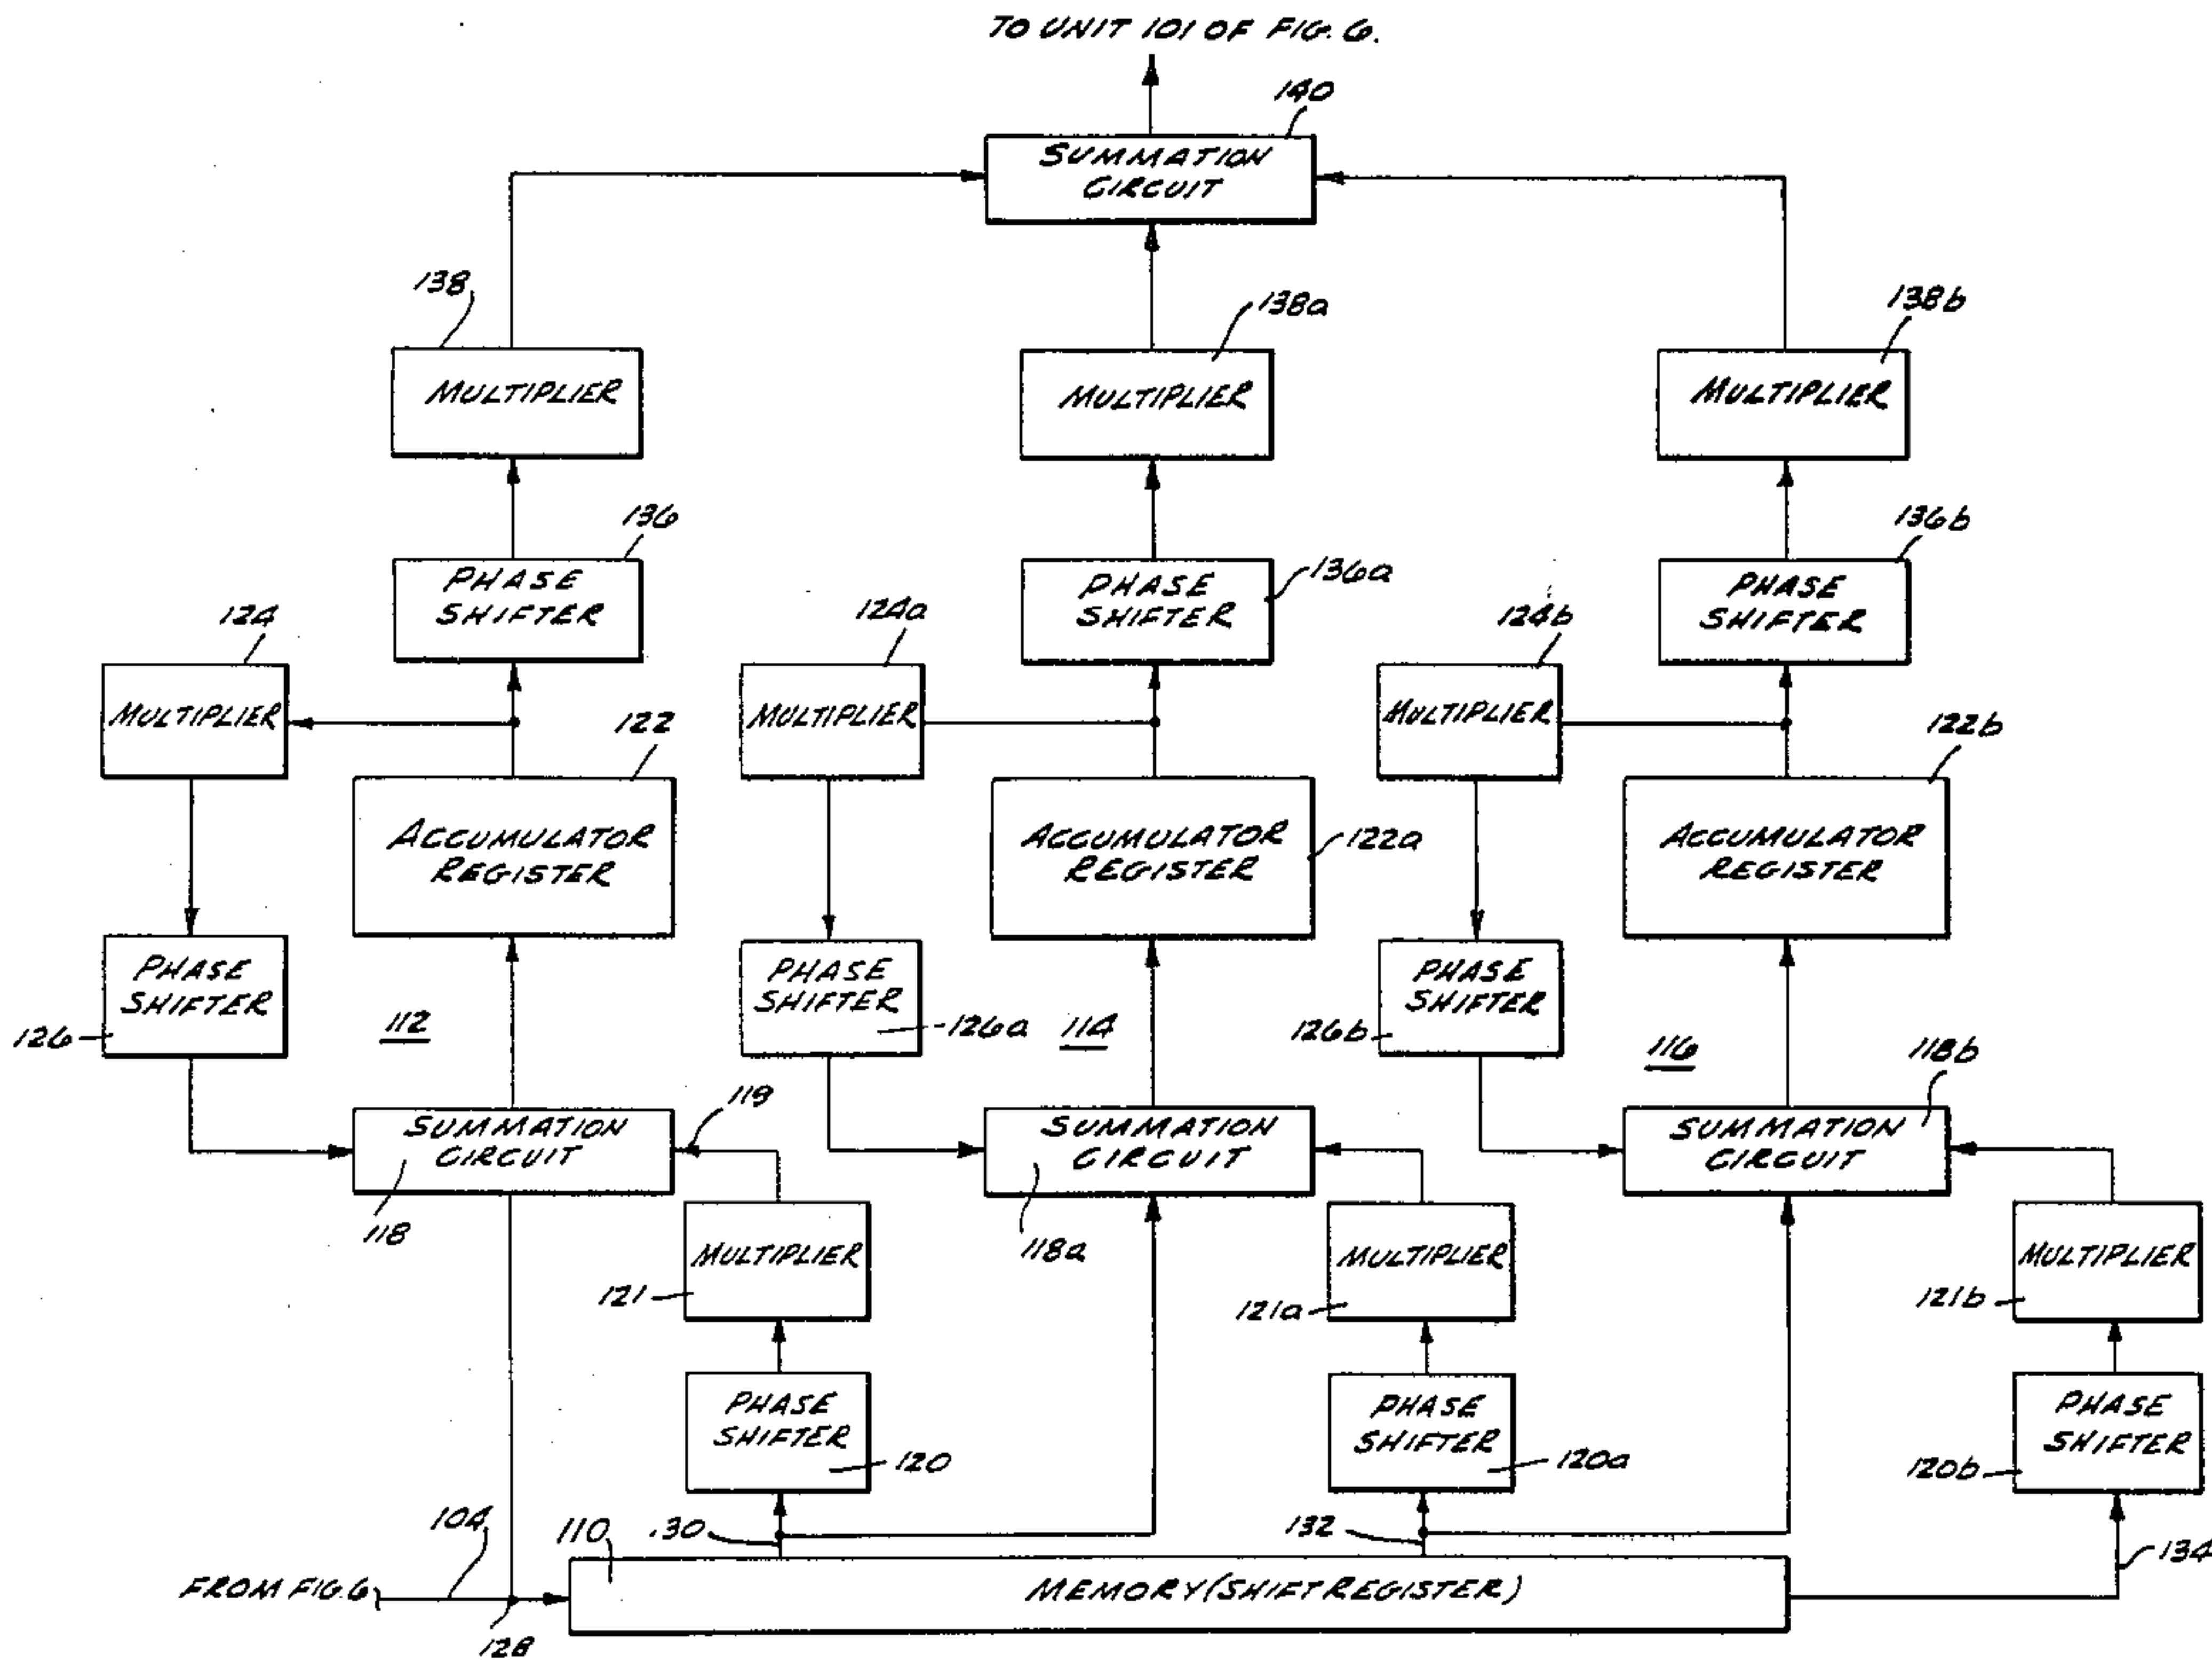 TO UNIT 101 OF FIG. 6.
140
SUMMATION
CIRCUIT
138
138a
138b
MULTIPLIER
MULTIPLIER
MULTIPLIER
136
136a
136b
PHASE
SHIFTER
PHASE
SHIFTER
PHASE
SHIFTER
124
124a
124b
MULTIPLIER
MULTIPLIER
MULTIPLIER
122
122a
122b
ACCUMULATOR
REGISTER
ACCUMULATOR
REGISTER
ACCUMULATOR
REGISTER
PHASE
SHIFTER
PHASE
SHIFTER
PHASE
SHIFTER
126
112
126a
114
126b
116
118b
119
SUMMATION
CIRCUIT
SUMMATION
CIRCUIT
SUMMATION
CIRCUIT
118
118a
MULTIPLIER
MULTIPLIER
MULTIPLIER
121
121a
121b
PHASE
SHIFTER
PHASE
SHIFTER
PHASE
SHIFTER
120
120a
120b
104
110
130
132
134
FROM FIG. 6
MEMORY (SHIFT REGISTER)
128